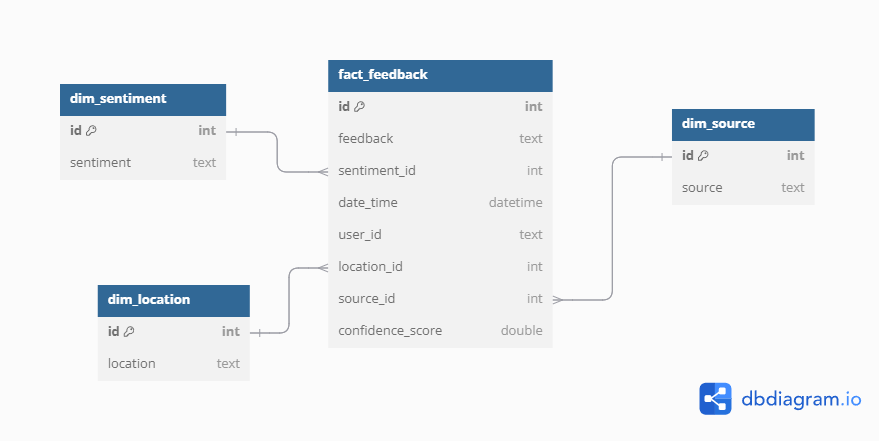 dim_sentiment
id int
sentiment text
fact_feedback
id int
feedback text
sentiment_id int
date_time datetime
user_id text
location_id int
source_id int
confidence_score double
dim_source
id int
source text
dim_location
id int
location text
dbdiagram.io